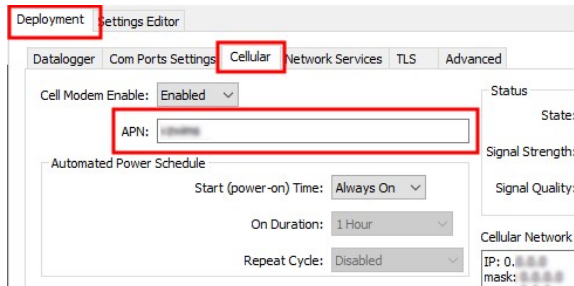 Deployment Settings Editor
Datalogger Com Ports Settings Cellular Network Services TLS Advanced
Cell Modem Enable: Enabled
Status
State:
APN:
Signal Strength:
Automated Power Schedule
Start (power-on) Time: Always On
Signal Quality:
On Duration: 1 Hour
Cellular Network
Repeat Cycle: Disabled
IP: 0.
mask: